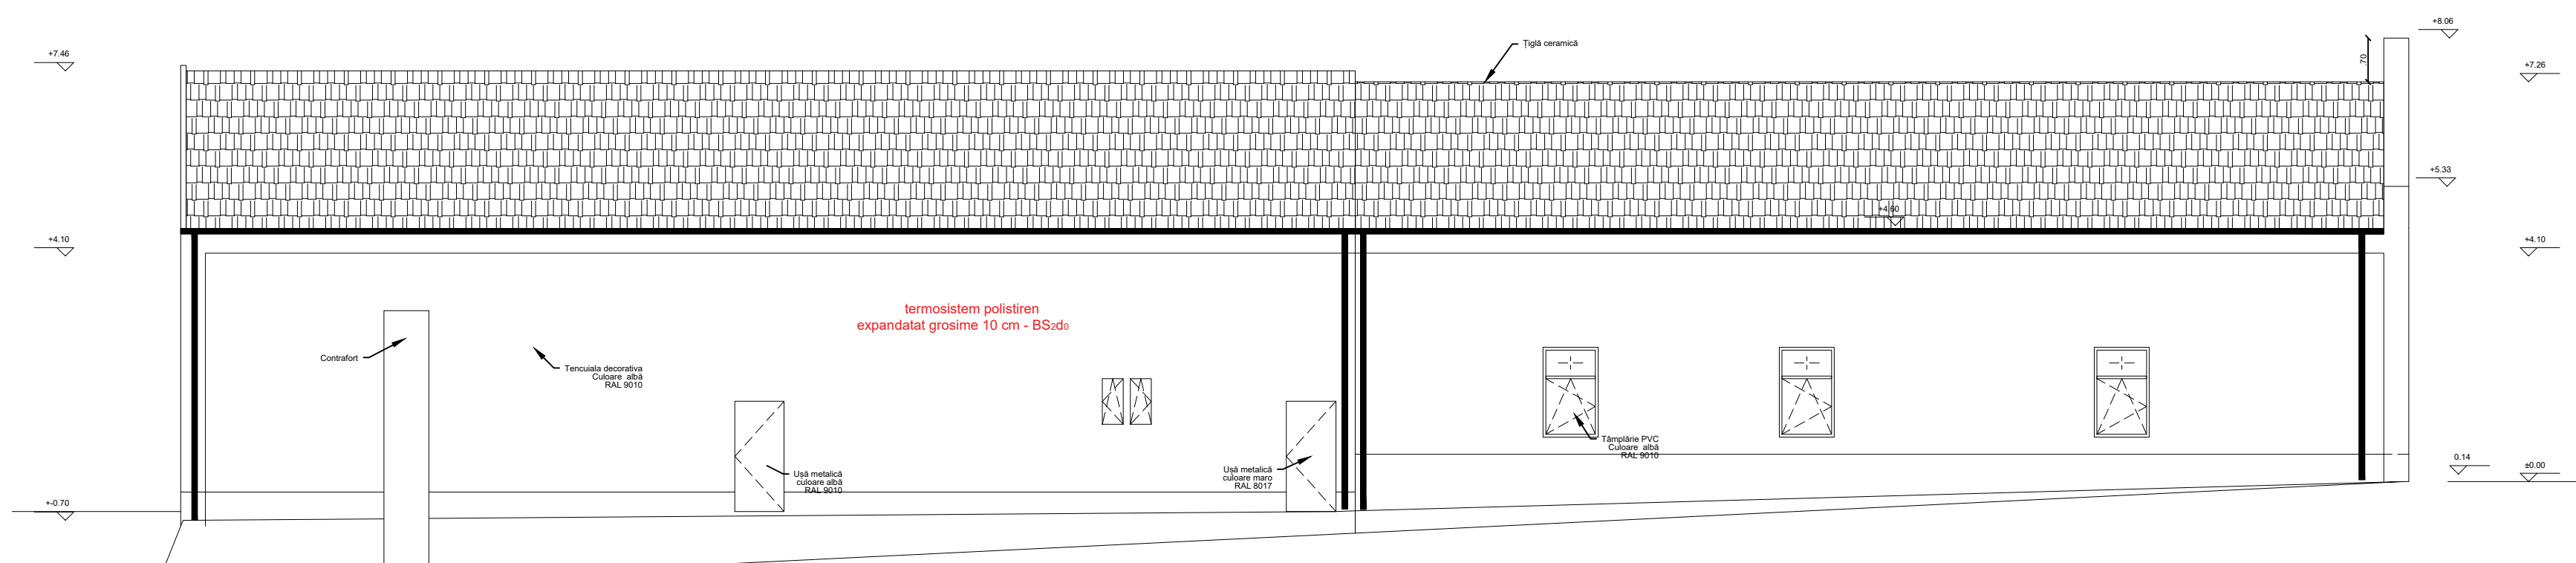 +8.06
Țiglă ceramică
+7.46
.70
+7.26
+5.33
+4.60
+4.10
+4.10
termosistem polistiren
expandatat grosime 10 cm - BS2d0
Contrafort
Tencuiala decorativa
Culoare albă
RAL 9010
Tâmplărie PVC
Culoare albă
RAL 9010
Ușă metalică
culoare albă
RAL 9010
Ușă metalică
culoare maro
RAL 8017
0.14
±0.00
+-0.70